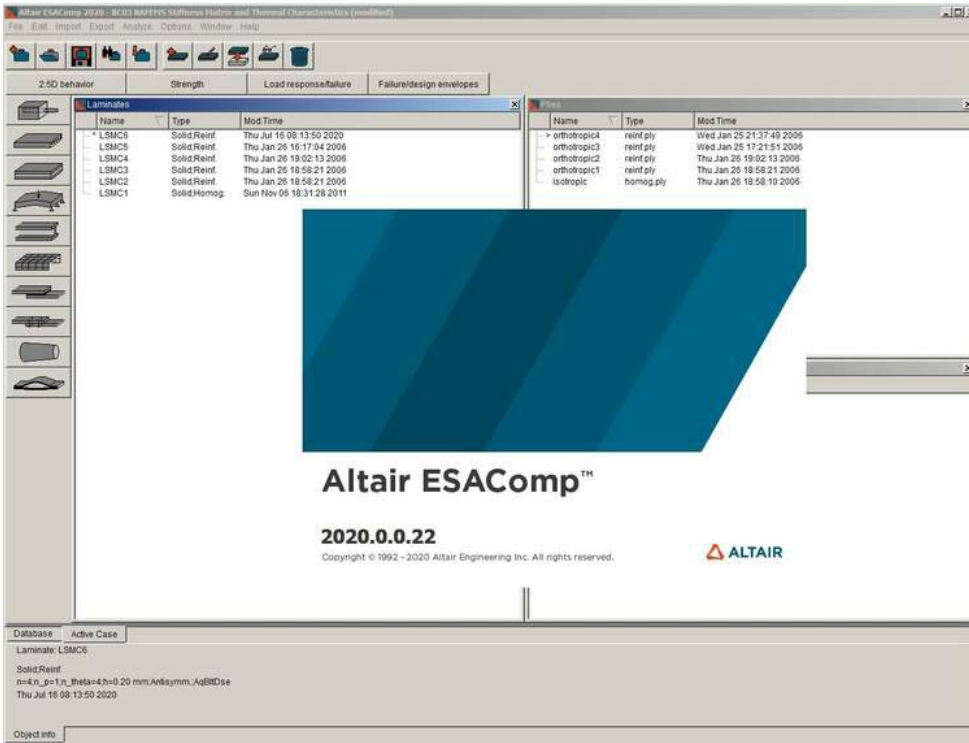 Altair ESAComp 2020 - BC03 NAFEMS Stiffness Matrix and Thermal Characteristics (modified)
File Edit Import Export Analyze Options Window Help
2.5D behavior Strength Load response/failure Failure/design envelopes
Laminates
Name Type Mod.Time
* LSMC6 Solid;Reinf. Thu Jul 16 08:13:50 2020
LSMC5 Solid;Reinf. Thu Jan 26 16:17:04 2006
LSMC4 Solid;Reinf. Thu Jan 26 19:02:13 2006
LSMC3 Solid;Reinf. Thu Jan 26 18:58:21 2006
LSMC2 Solid;Reinf. Thu Jan 26 18:58:21 2006
LSMC1 Solid;Homog. Sun Nov 06 18:31:28 2011
Plies
Name Type Mod.Time
> orthotropic4 reinf.ply Wed Jan 25 21:37:49 2006
orthotropic3 reinf.ply Wed Jan 25 17:21:51 2006
orthotropic2 reinf.ply Thu Jan 26 19:02:13 2006
orthotropic1 reinf.ply Thu Jan 26 18:58:21 2006
isotropic homog.ply Thu Jan 26 18:58:10 2006
Altair ESAComp™
2020.0.0.22
Copyright © 1992 – 2020 Altair Engineering Inc. All rights reserved.
ALTAIR
Database Active Case
Laminate: LSMC6
Solid;Reinf.
n=4;n_p=1;n_theta=4;h=0.20 mm;Antisymm.;AqBltDse
Thu Jul 16 08:13:50 2020
Object info